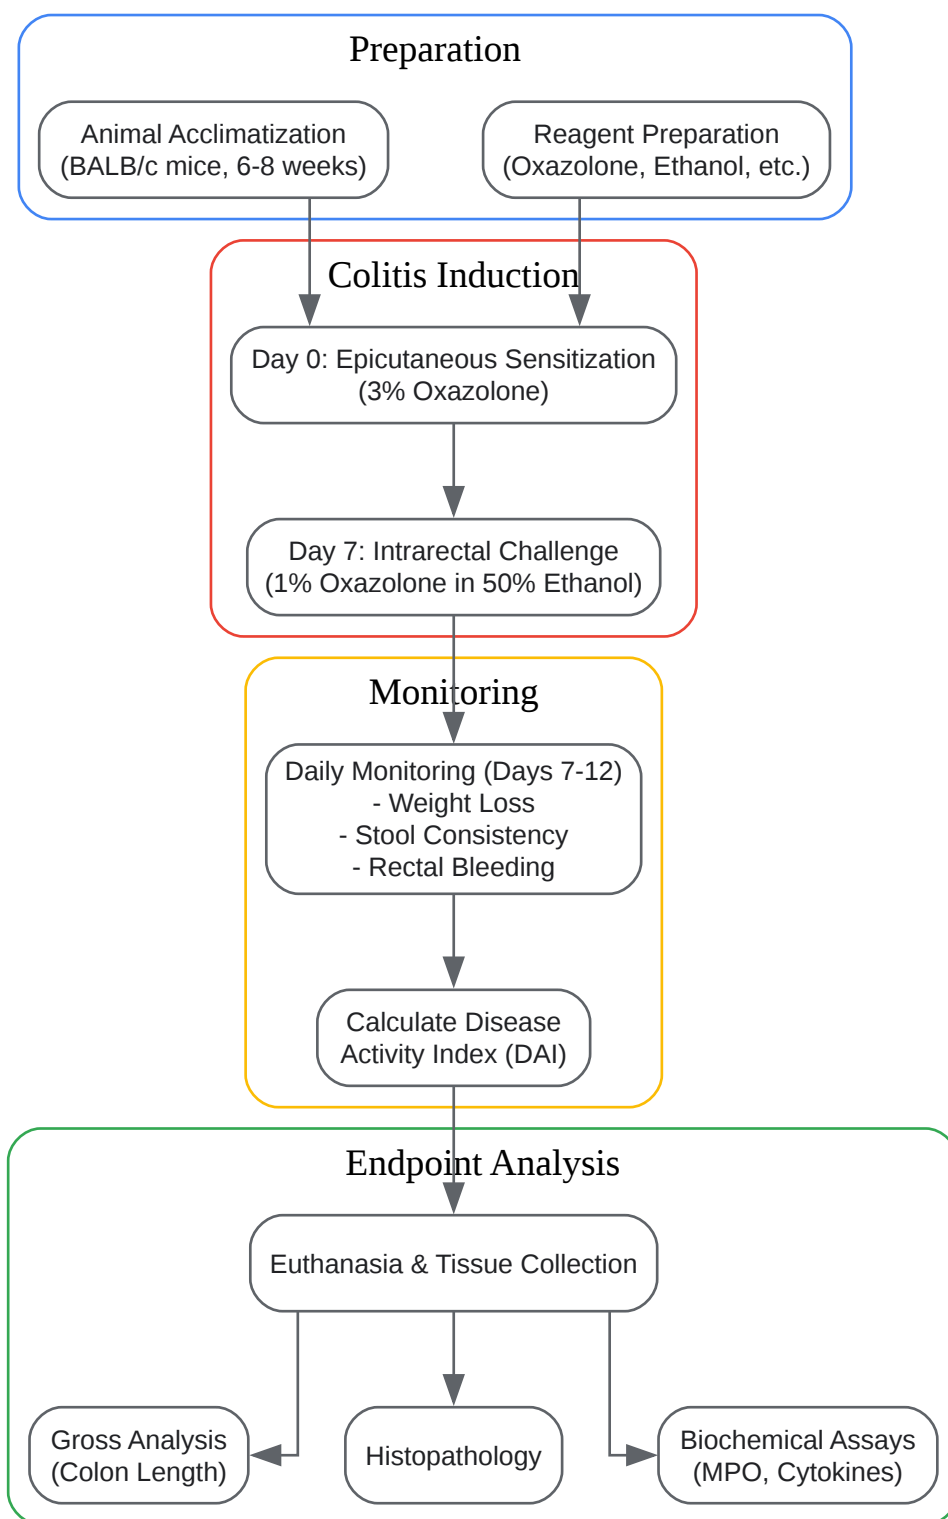 Preparation
Animal Acclimatization
(BALB/c mice, 6-8 weeks)
Reagent Preparation
(Oxazolone, Ethanol, etc.)
Colitis Induction
Day 0: Epicutaneous Sensitization
(3% Oxazolone)
Day 7: Intrarectal Challenge
(1% Oxazolone in 50% Ethanol)
Monitoring
Daily Monitoring (Days 7-12)
- Weight Loss
- Stool Consistency
- Rectal Bleeding
Calculate Disease
Activity Index (DAI)
Endpoint Analysis
Euthanasia & Tissue Collection
Gross Analysis
(Colon Length)
Histopathology
Biochemical Assays
(MPO, Cytokines)